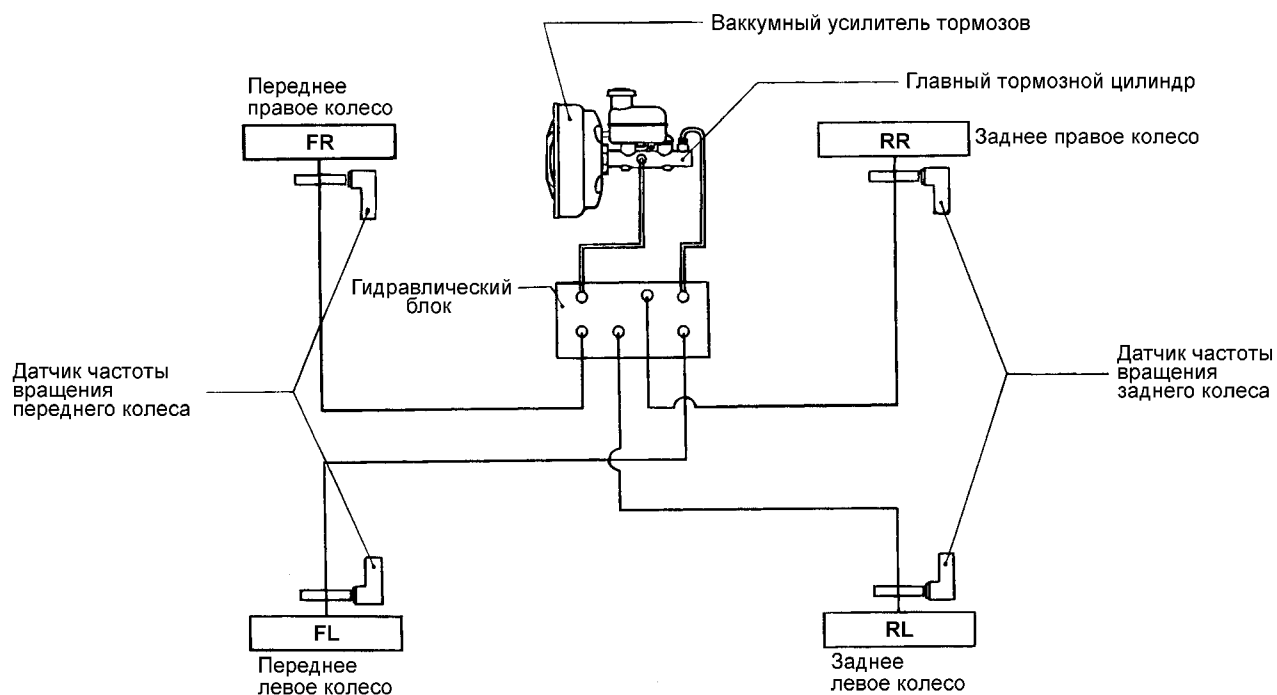 Ваккумный усилитель тормозов
Главный тормозной цилиндр
Переднее
правое колесо
FR
RR
Заднее правое колесо
Гидравлический
блок
Датчик частоты
вращения
переднего колеса
Датчик частоты
вращения
заднего колеса
FL
Переднее
левое колесо
RL
Заднее
левое колесо